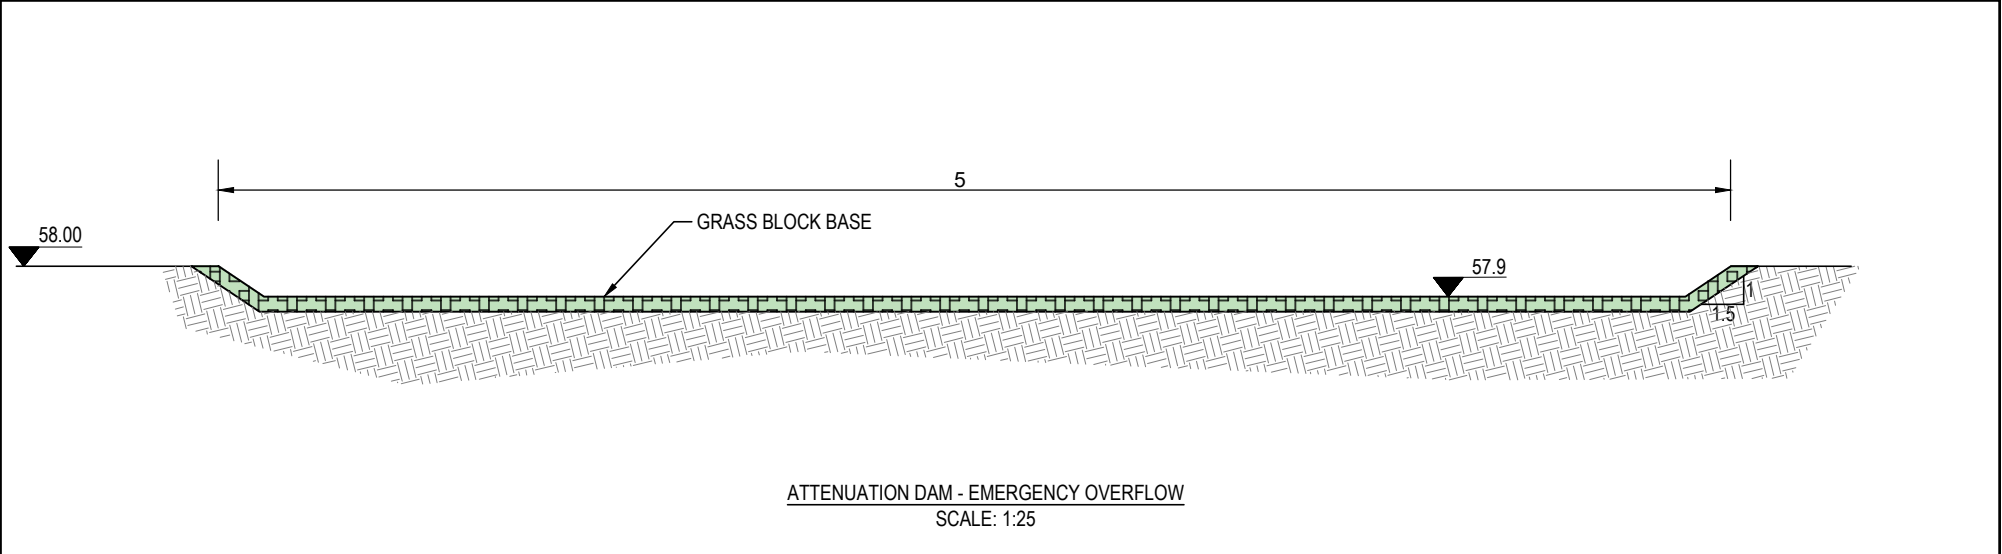 5
GRASS BLOCK BASE
58.00
57.9
1
1.5
ATTENUATION DAM - EMERGENCY OVERFLOW
SCALE: 1:25